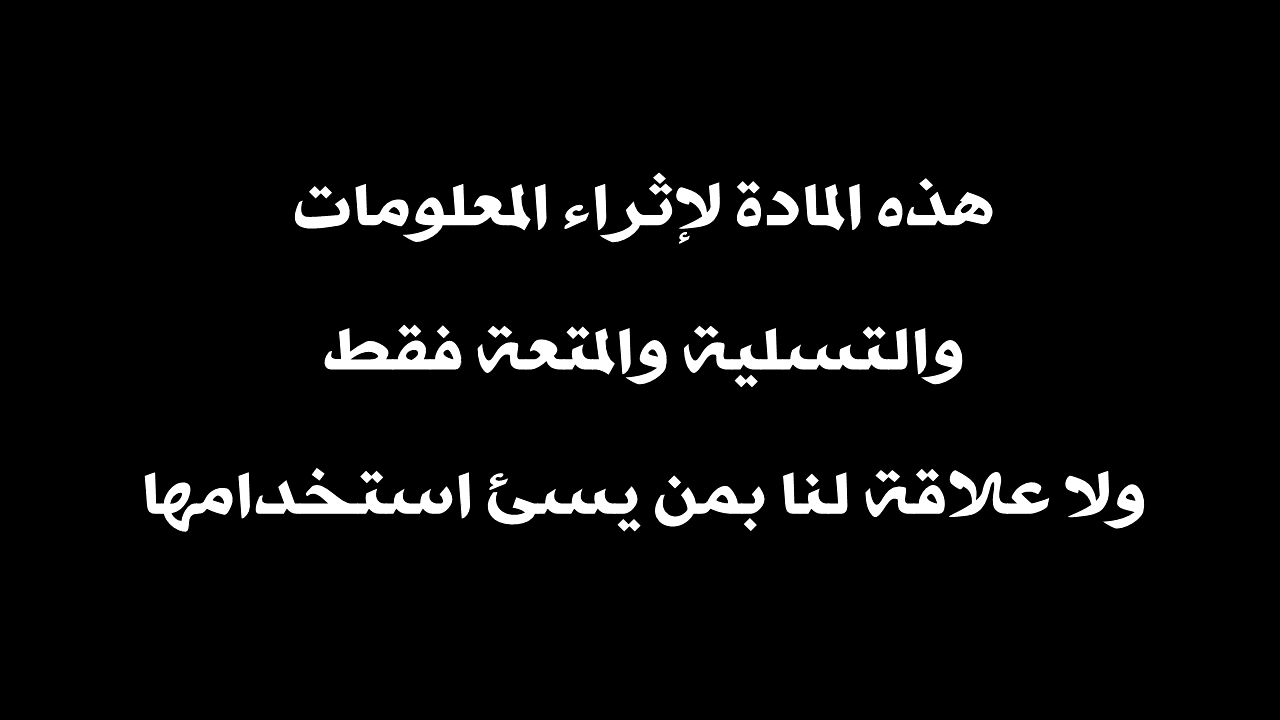 هذه المادة لإثراء المعلومات
والتسلية والمتعة فقط
ولا علاقة لنا بمن يسئ استخدامها